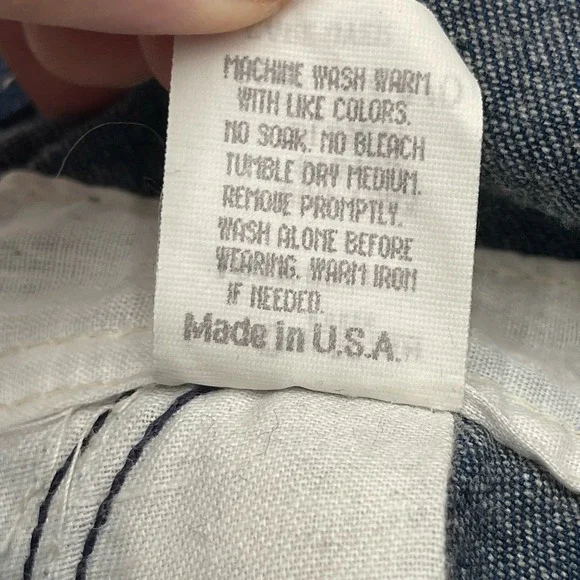 MACHINE WASH WARM
WITH LIKE COLORS.
NO SOAK. NO BLEACH
TUMBLE DRY MEDIUM.
REMOVE PROMPTLY.
WASH ALONE BEFORE
WEARING. WARM IRON
IF NEEDED.
Made in U.S.A.